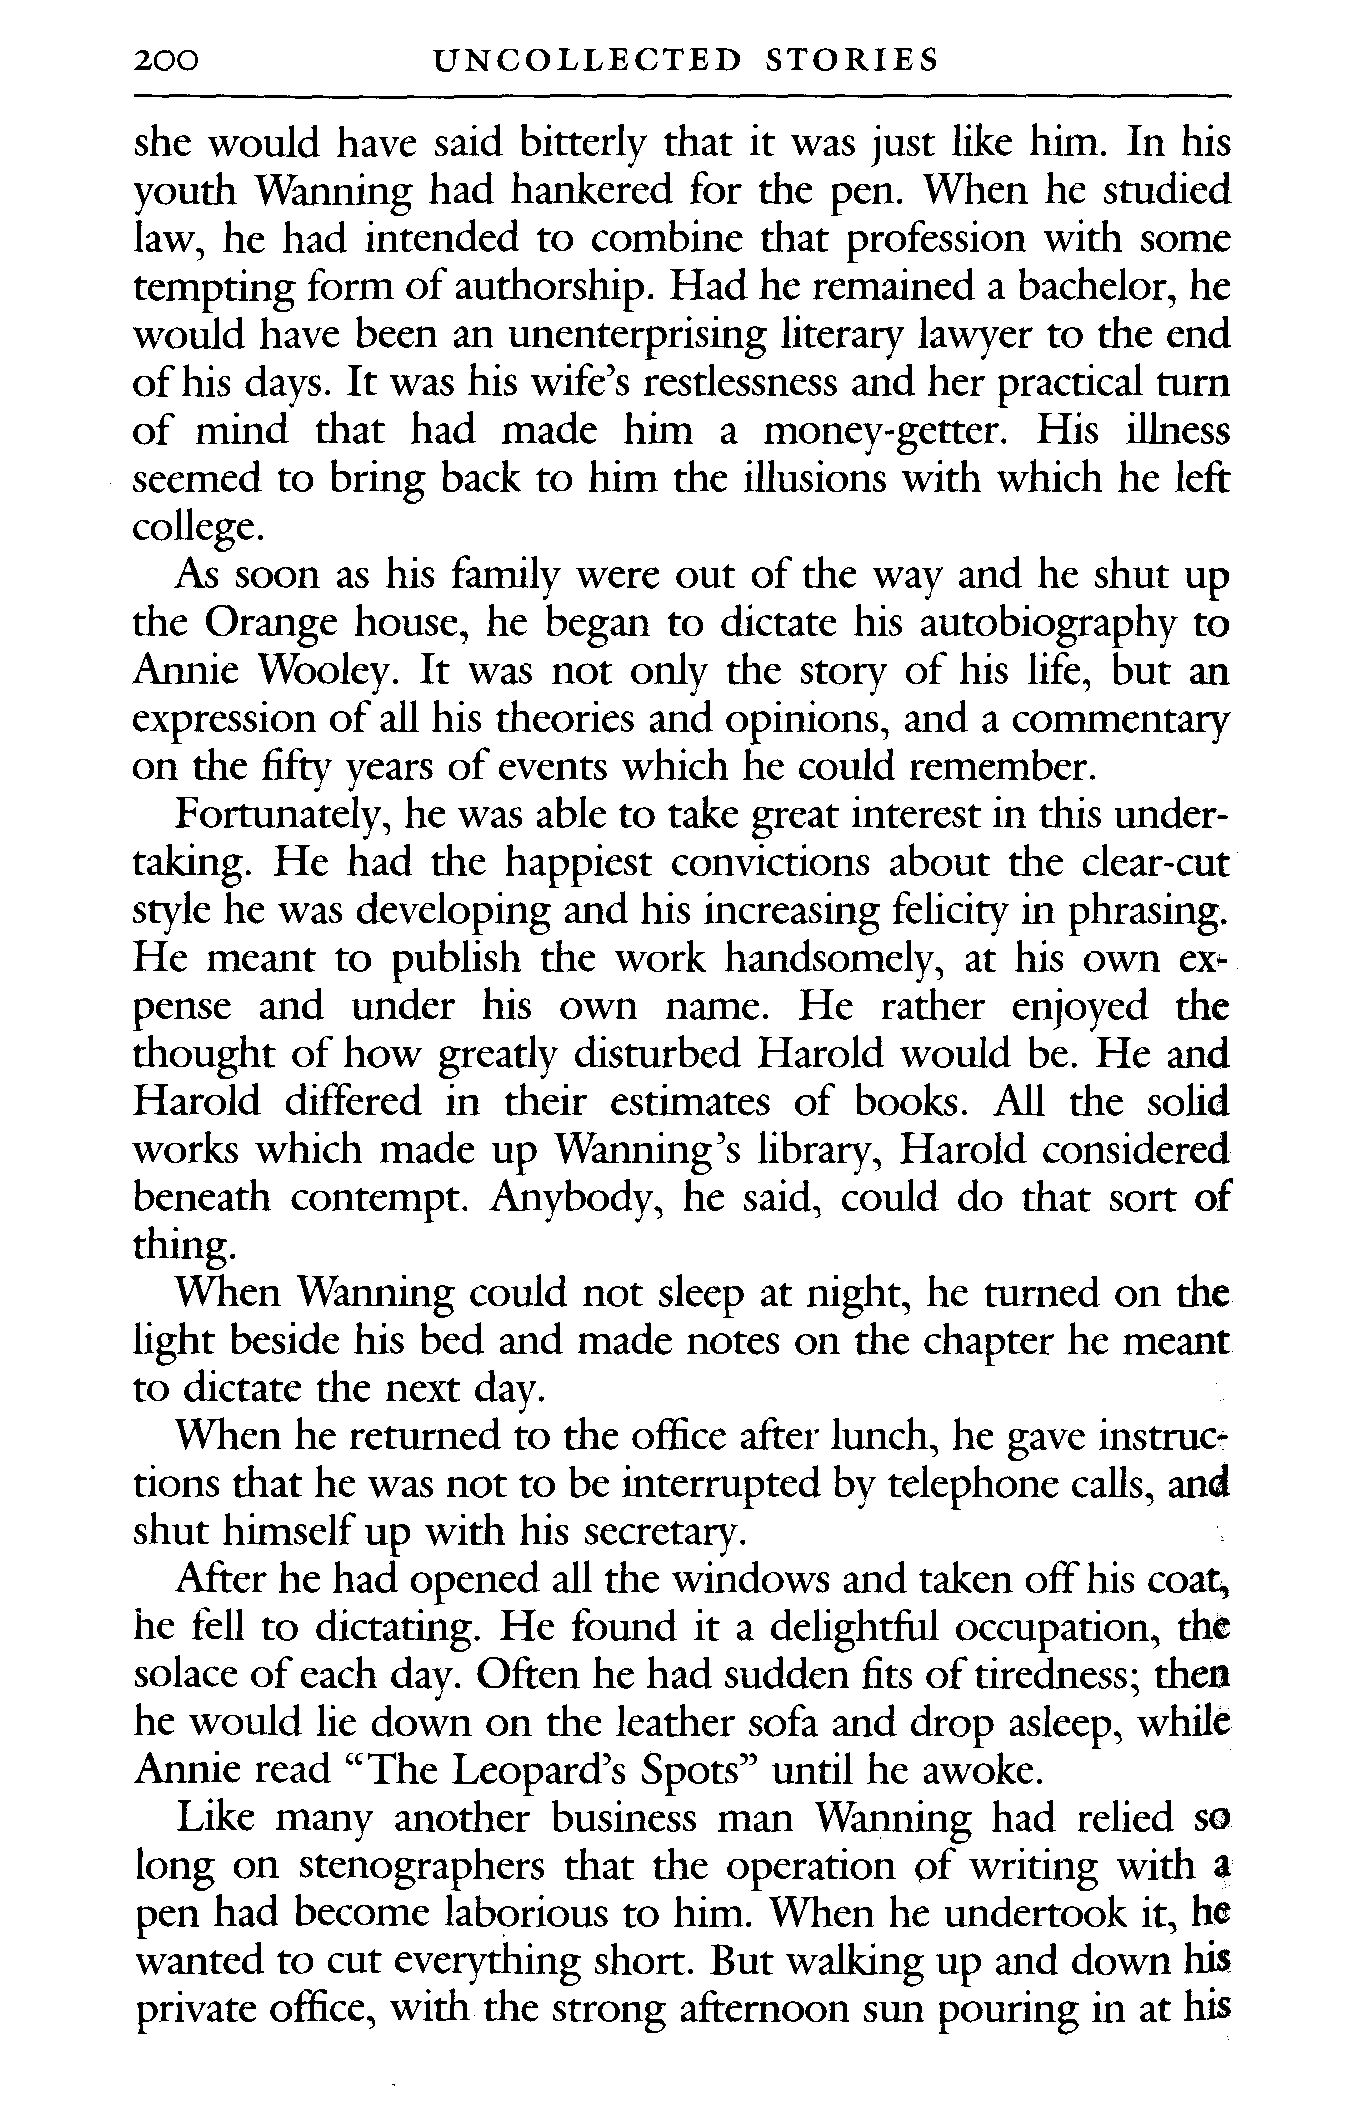 200 UNCOLLECTED STORIES
she would have said bitterly that it was just like him. In his
youth Wanning had hankered for the pen. When he studied
law, he had intended to combine that profession with some
tempting form of authorship. Had he remained a bachelor, he
would have been an unenterprising literary lawyer to the end
of his days. It was his wife's restlessness and her practical turn
of mind that had made him a money-getter. His illness
seemed to bring back to him the illusions with which he left
college.
As soon as his family were out of the way and he shut up
the Orange house, he began to dictate his autobiography to
Annie Wooley. It was not only the story of his life, but an
expression of all his theories and opinions, and a commentary
on the fifty years of events which he could remember.
Fortunately, he was able to take great interest in this under-
taking. He had the happiest convictions about the clear-cut
style he was developing and his increasing felicity in phrasing.
He meant to publish the work handsomely, at his own ex-
pense and under his own name. He rather enjoyed the
thought of how greatly disturbed Harold would be. He and
Harold differed in their estimates of books. All the solid
works which made up Wanning's library, Harold considered
beneath contempt. Anybody, he said, could do that sort of
thing.
When Wanning could not sleep at night, he turned on the
light beside his bed and made notes on the chapter he meant
to dictate the next day.
When he returned to the office after lunch, he gave instruc-
tions that he was not to be interrupted by telephone calls, and
shut himself up with his secretary.
After he had opened all the windows and taken off his coat,
he fell to dictating. He found it a delightful occupation, the
solace of each day. Often he had sudden fits of tiredness; then
he would lie down on the leather sofa and drop asleep, while
Annie read “The Leopard's Spots” until he awoke.
Like many another business man Wanning had relied so
long on stenographers that the operation of writing with a
pen had become laborious to him. When he undertook it, he
wanted to cut everything short. But walking up and down his
private office, with the strong afternoon sun pouring in at his